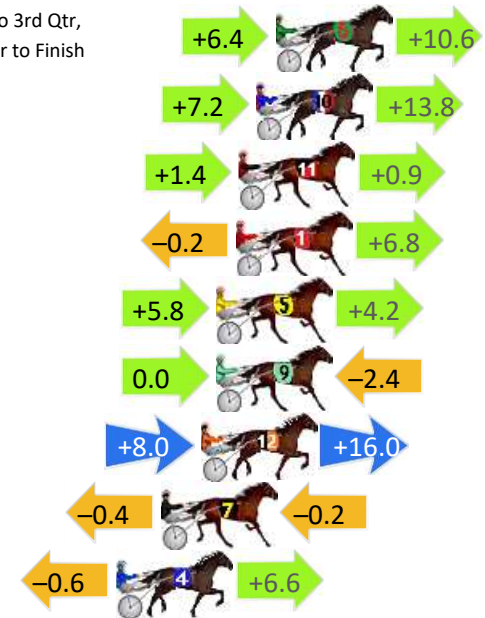 o 3rd Qtr,
r to Finish
+6.4 +10.6
+7.2 10 +13.8
+1.4 11 +0.9
–0.2 1 +6.8
+5.8 5 +4.2
0.0 9 –2.4
+8.0 12 +16.0
–0.4 7 –0.2
–0.6 4 +6.6